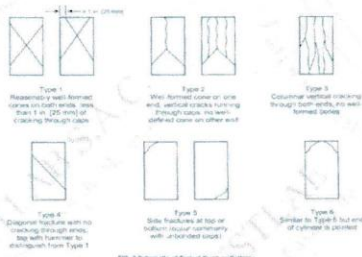 < 1 in. [25 mm]
Type 1
Reasonably well-formed
cones on both ends, less
than 1 in. [25 mm] of
cracking through caps
Type 2
Well-formed cone on one
end, vertical cracks running
through caps, no well-
defined cone on other end
Type 3
Columnar vertical cracking
through both ends, no well-
formed cones
Type 4
Diagonal fracture with no
cracking through ends;
tap with hammer to
distinguish from Type 1
Type 5
Side fractures at top or
bottom (occur commonly
with unbonded caps)
Type 6
Similar to Type 5 but end
of cylinder is pointed